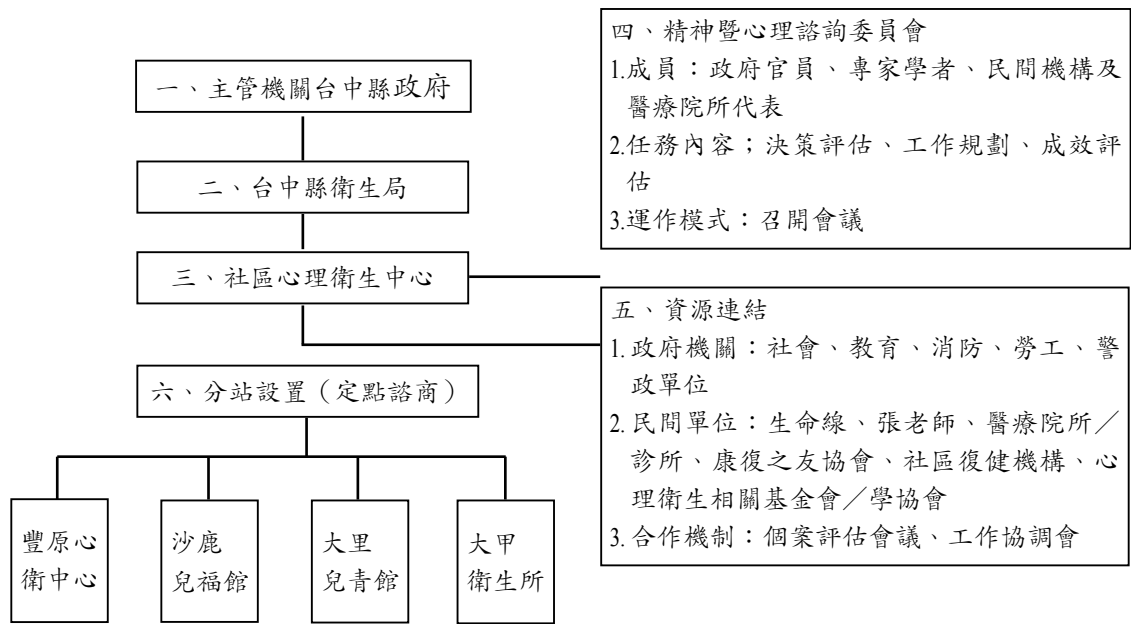 一、主管機關台中縣政府
二、台中縣衛生局
三、社區心理衛生中心
四、精神暨心理諮詢委員會
1.成員：政府官員、專家學者、民間機構及
醫療院所代表
2.任務內容；決策評估、工作規劃、成效評
估
3.運作模式：召開會議
五、資源連結
1.政府機關：社會、教育、消防、勞工、警
政單位
2.民間單位：生命線、張老師、醫療院所／
診所、康復之友協會、社區復健機構、心
理衛生相關基金會／學協會
3.合作機制：個案評估會議、工作協調會
六、分站設置（定點諮商）
豐原心
衛中心
沙鹿
兒福館
大里
兒青館
大甲
衛生所